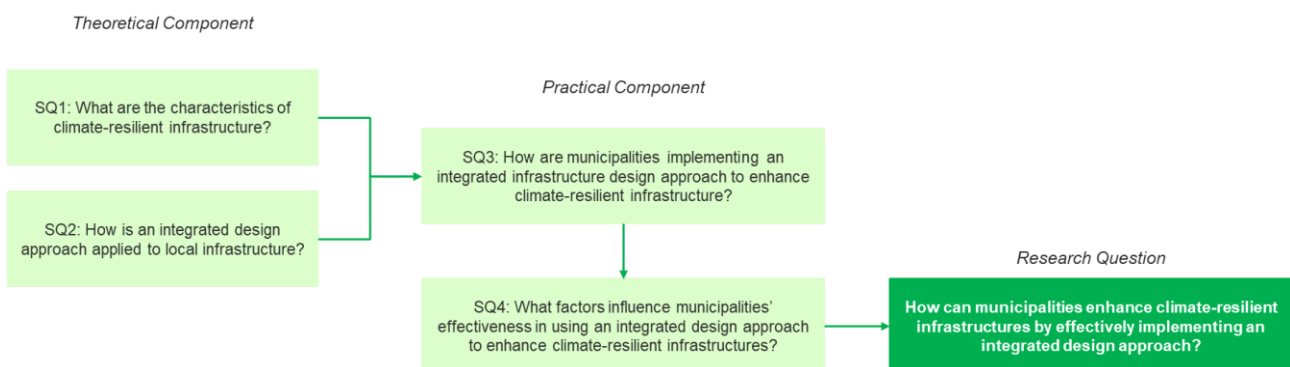 Theoretical Component
SQ1: What are the characteristics of
climate-resilient infrastructure?
SQ2: How is an integrated design
approach applied to local infrastructure?
Practical Component
SQ3: How are municipalities implementing an
integrated infrastructure design approach to enhance
climate-resilient infrastructure?
SQ4: What factors influence municipalities’
effectiveness in using an integrated design approach
to enhance climate-resilient infrastructures?
Research Question
How can municipalities enhance climate-resilient
infrastructures by effectively implementing an
integrated design approach?